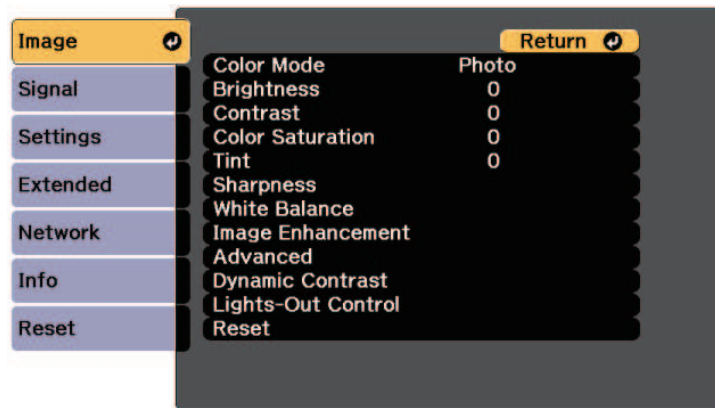 Image
Signal
Settings
Extended
Network
Info
Reset
Return
Color Mode Photo
Brightness 0
Contrast 0
Color Saturation 0
Tint 0
Sharpness
White Balance
Image Enhancement
Advanced
Dynamic Contrast
Lights-Out Control
Reset